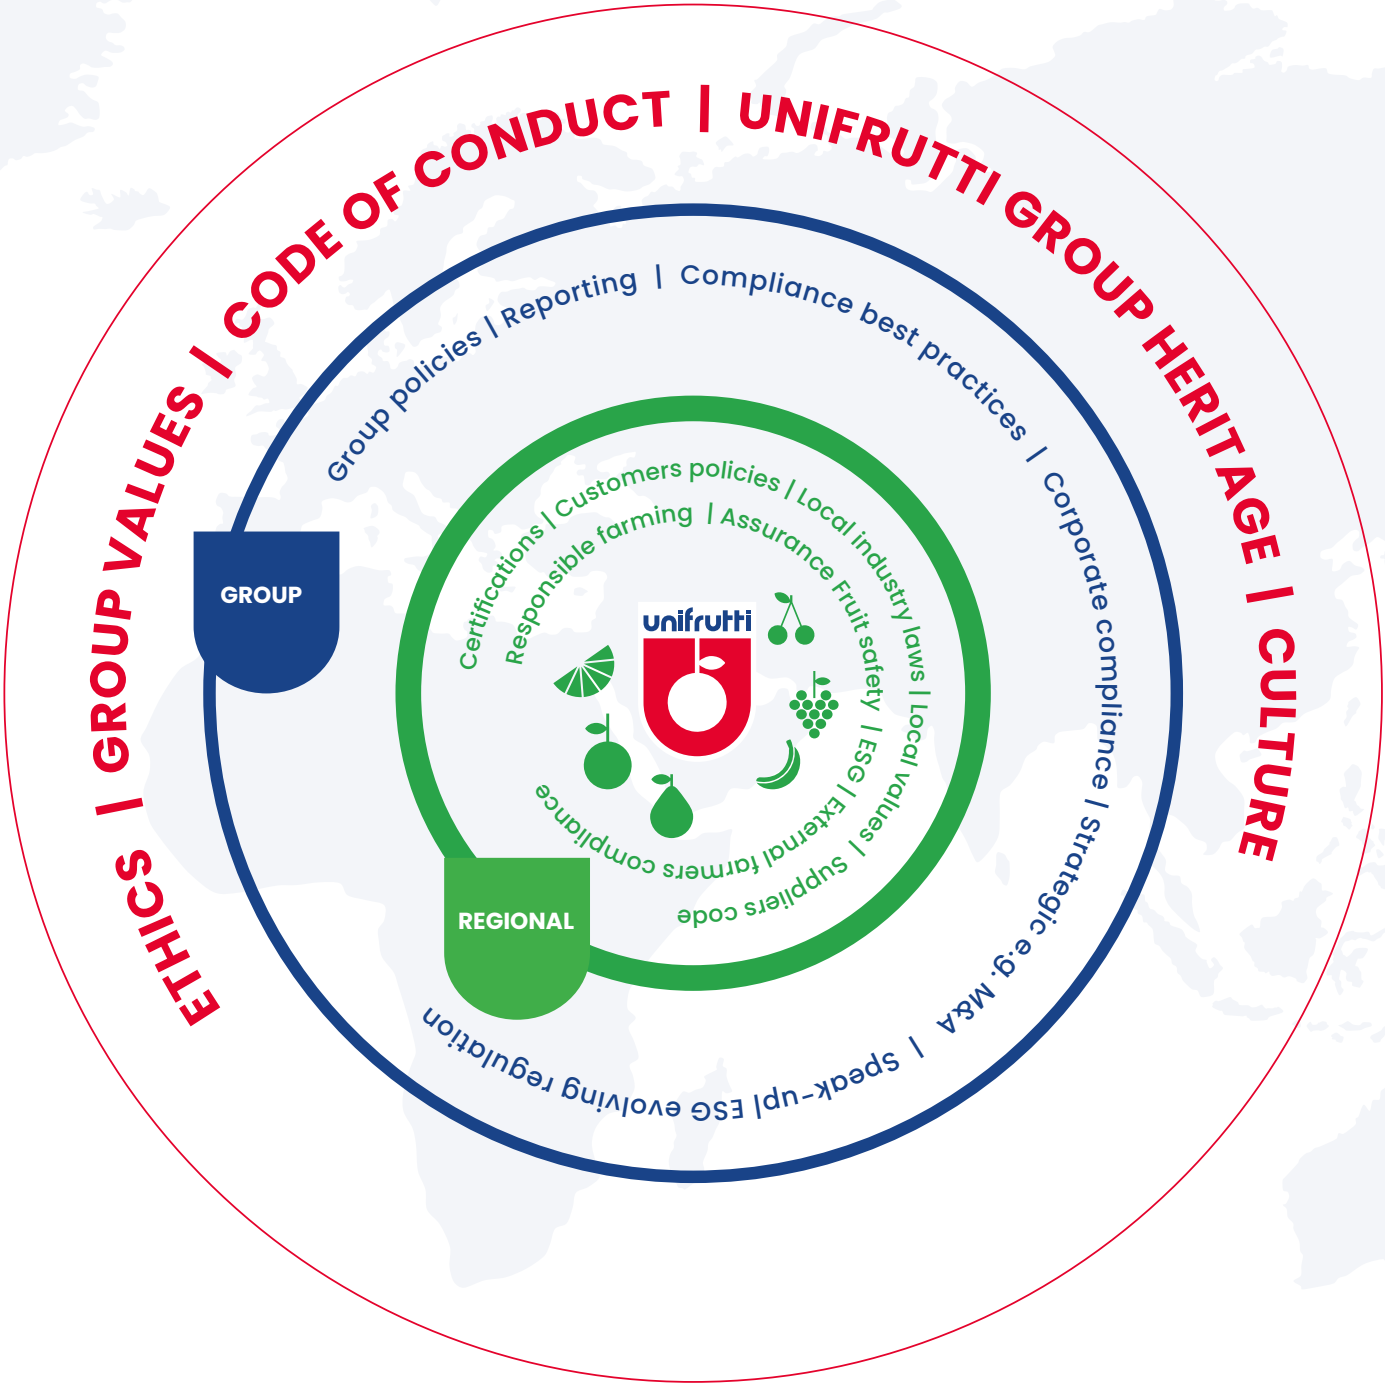 ETHICS | GROUP VALUES | CODE OF CONDUCT | UNIFRUTTI GROUP HERITAGE | CULTURE
Group policies | Reporting | Compliance best practices | Corporate compliance | Strategic e.g. M&A | Speak-up| ESG evolving regulation
GROUP
Certifications | Customers policies | Local industry laws | Local values | Suppliers code
Responsible farming | Assurance Fruit safety | ESG | External farmers compliance
unifrutti
REGIONAL